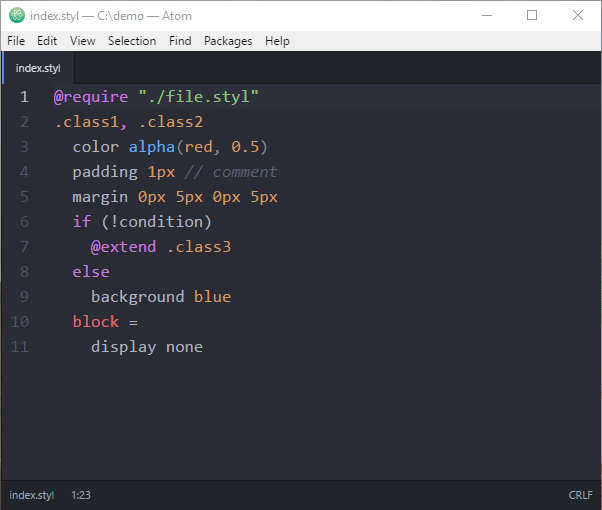 index.styl — C:\demo — Atom
File Edit View Selection Find Packages Help
index.styl
1 @require "./file.styl"
2 .class1, .class2
3   color alpha(red, 0.5)
4   padding 1px // comment
5   margin 0px 5px 0px 5px
6   if (!condition)
7     @extend .class3
8   else
9     background blue
10   block =
11     display none
index.styl 1:23 CRLF